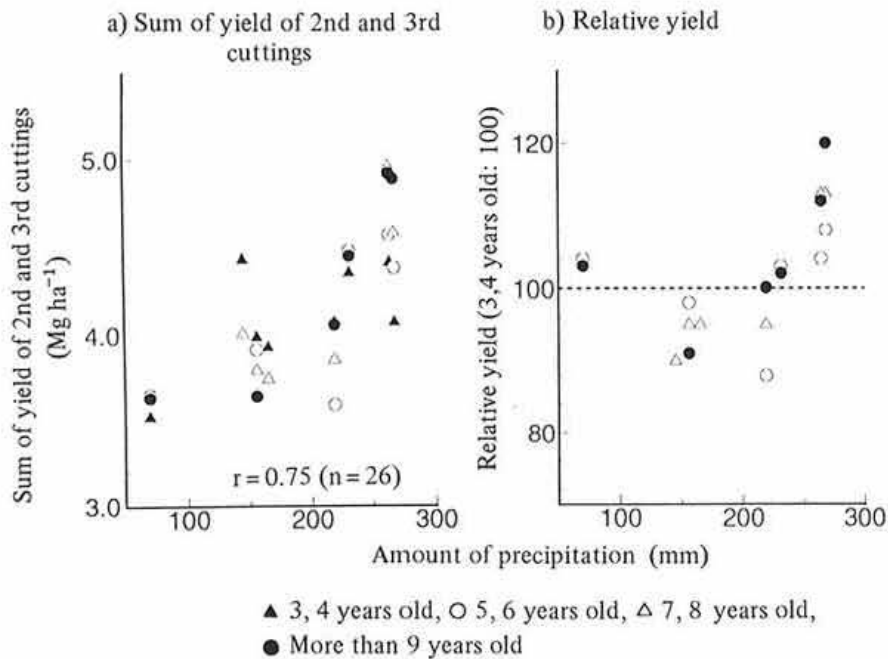 a) Sum of yield of 2nd and 3rd
cuttings
Sum of yield of 2nd and 3rd cuttings
(Mg ha⁻¹)
5.0
4.0
3.0
r = 0.75 (n = 26)
100
200
300
b) Relative yield
Relative yield (3,4 years old: 100)
120
100
80
100
200
300
Amount of precipitation (mm)
▲ 3, 4 years old, ○ 5, 6 years old, △ 7, 8 years old,
● More than 9 years old